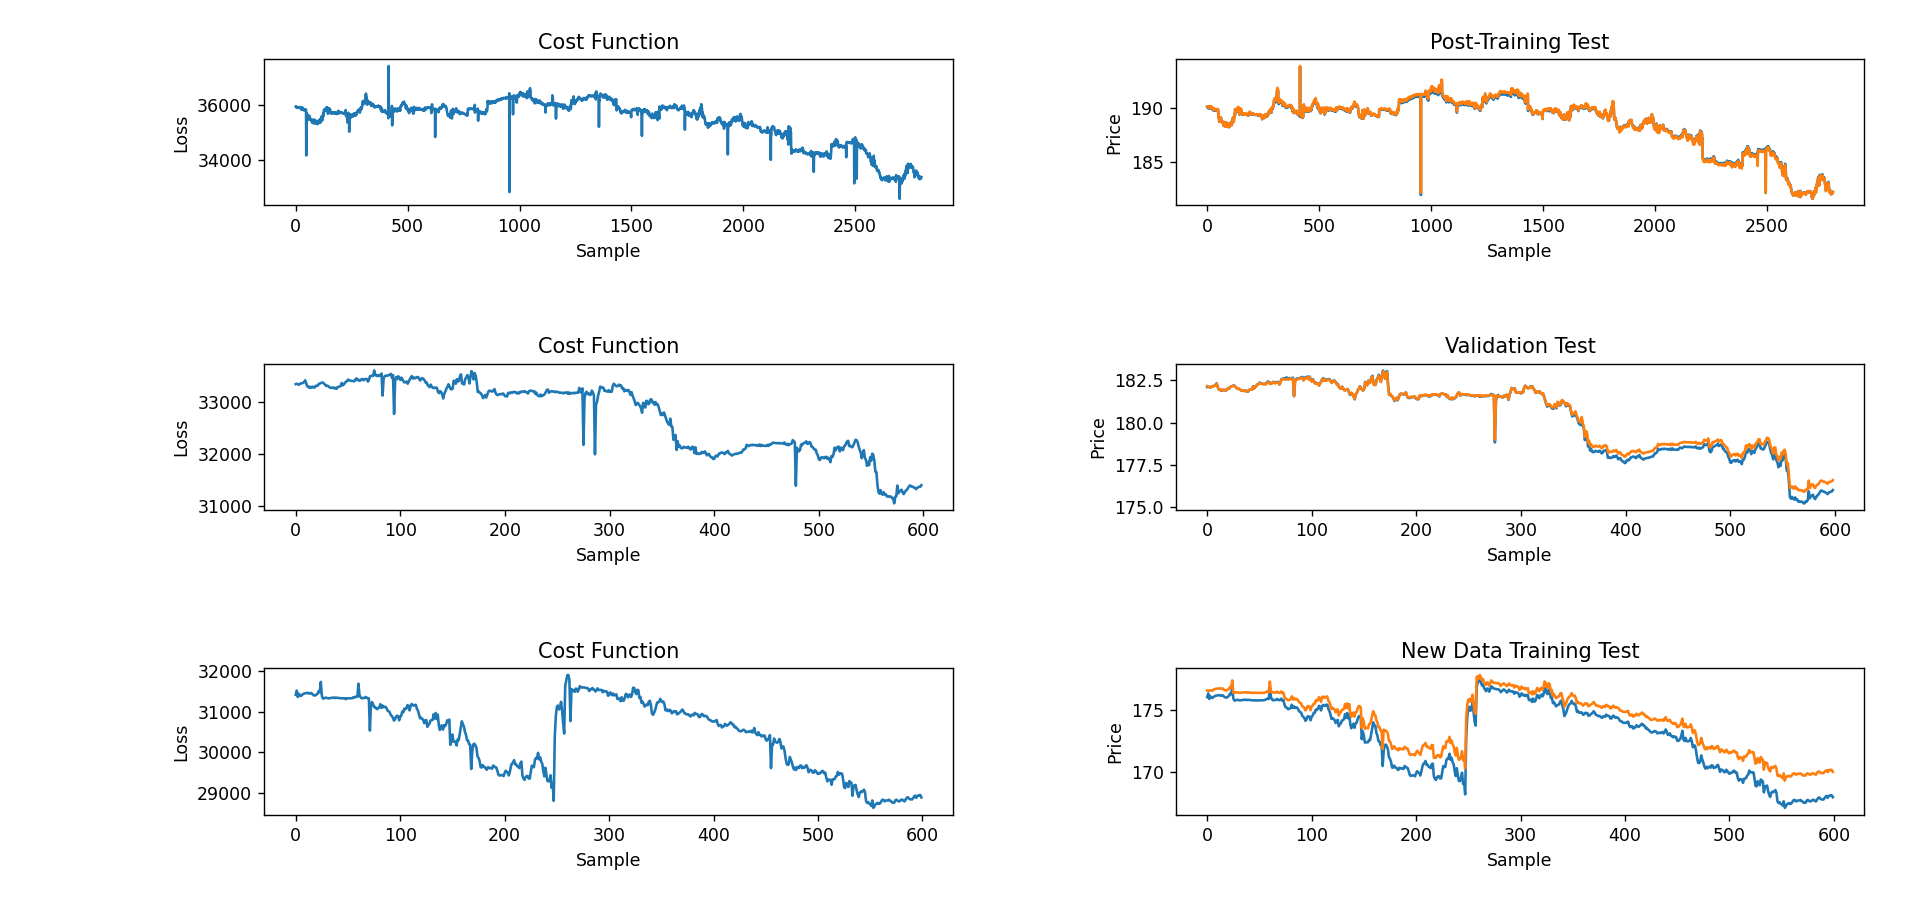 Cost Function
Loss
36000
34000
0 500 1000 1500 2000 2500
Sample
Post-Training Test
Price
190
185
0 500 1000 1500 2000 2500
Sample
Cost Function
Loss
33000
32000
31000
0 100 200 300 400 500 600
Sample
Validation Test
Price
182.5
180.0
177.5
175.0
0 100 200 300 400 500 600
Sample
Cost Function
Loss
32000
31000
30000
29000
0 100 200 300 400 500 600
Sample
New Data Training Test
Price
175
170
0 100 200 300 400 500 600
Sample